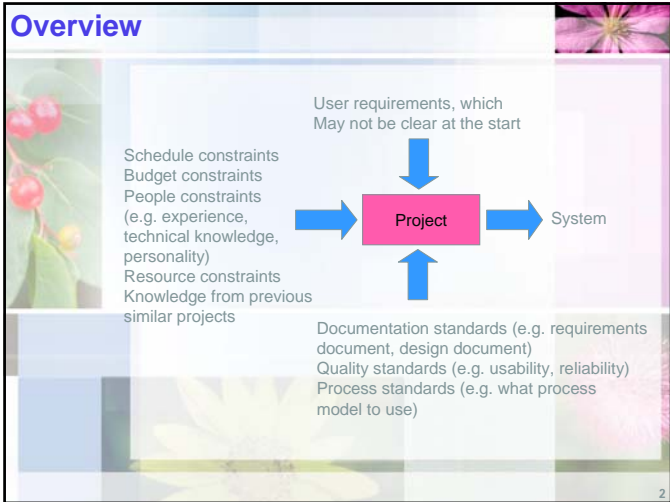 Overview
User requirements, which
May not be clear at the start
Schedule constraints
Budget constraints
People constraints
(e.g. experience,
technical knowledge,
personality)
Resource constraints
Knowledge from previous
similar projects
Project
System
Documentation standards (e.g. requirements
document, design document)
Quality standards (e.g. usability, reliability)
Process standards (e.g. what process
model to use)
2